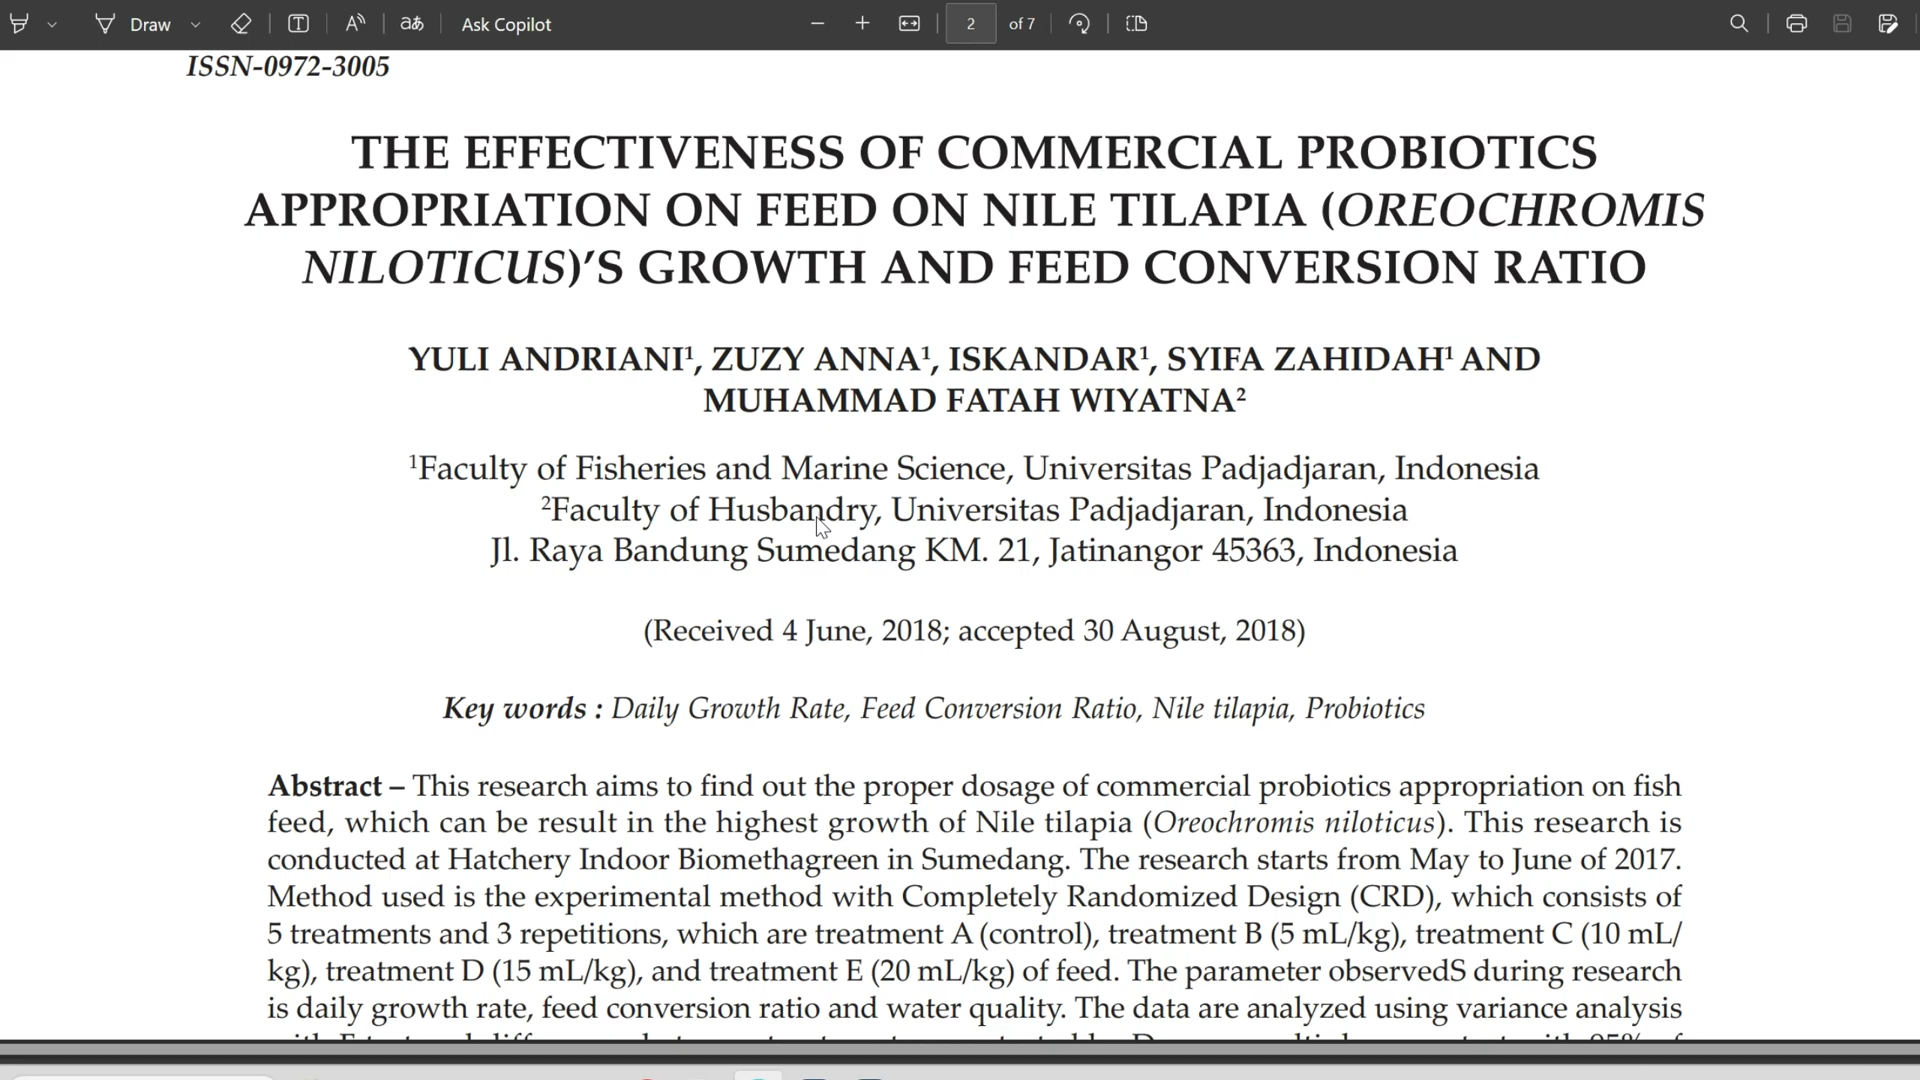 Draw
Ask Copilot
2
of 7
ISSN-0972-3005
THE EFFECTIVENESS OF COMMERCIAL PROBIOTICS
APPROPRIATION ON FEED ON NILE TILAPIA (OREOCHROMIS
NILOTICUS)’S GROWTH AND FEED CONVERSION RATIO
YULI ANDRIANI¹, ZUZY ANNA¹, ISKANDAR¹, SYIFA ZAHIDAH¹ AND
MUHAMMAD FATAH WIYATNA²
¹Faculty of Fisheries and Marine Science, Universitas Padjadjaran, Indonesia
²Faculty of Husbandry, Universitas Padjadjaran, Indonesia
Jl. Raya Bandung Sumedang KM. 21, Jatinangor 45363, Indonesia
(Received 4 June, 2018; accepted 30 August, 2018)
Key words : Daily Growth Rate, Feed Conversion Ratio, Nile tilapia, Probiotics
Abstract – This research aims to find out the proper dosage of commercial probiotics appropriation on fish
feed, which can be result in the highest growth of Nile tilapia (Oreochromis niloticus). This research is
conducted at Hatchery Indoor Biomethagreen in Sumedang. The research starts from May to June of 2017.
Method used is the experimental method with Completely Randomized Design (CRD), which consists of
5 treatments and 3 repetitions, which are treatment A (control), treatment B (5 mL/kg), treatment C (10 mL/
kg), treatment D (15 mL/kg), and treatment E (20 mL/kg) of feed. The parameter observedS during research
is daily growth rate, feed conversion ratio and water quality. The data are analyzed using variance analysis